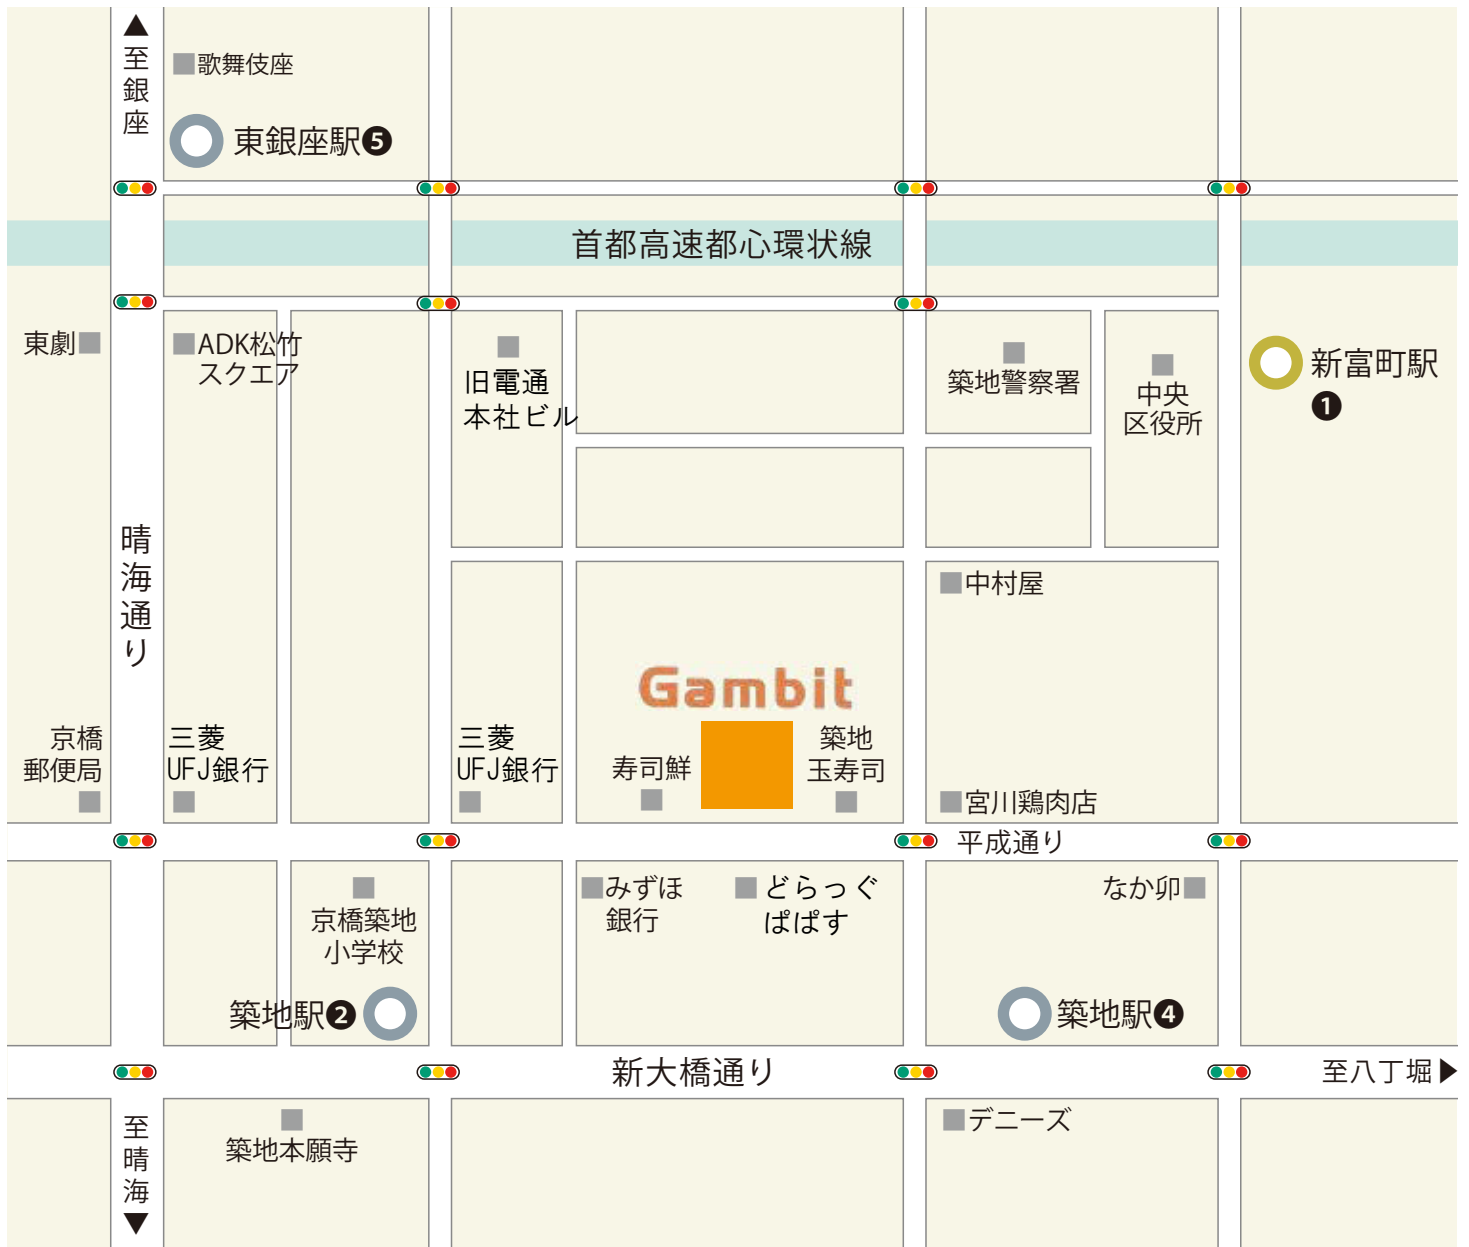 ▲
至銀座
歌舞伎座
東銀座駅❺
首都高速都心環状線
東劇
ADK松竹
スクエア
旧電通
本社ビル
築地警察署
中央
区役所
新富町駅
❶
晴海通り
中村屋
Gambit
京橋
郵便局
三菱
UFJ銀行
三菱
UFJ銀行
寿司鮮
築地
玉寿司
宮川鶏肉店
平成通り
京橋築地
小学校
みずほ
銀行
どらっぐ
ぱぱす
なか卯
築地駅❷
築地駅❹
新大橋通り
至八丁堀▶
至晴海
▼
築地本願寺
デニーズ